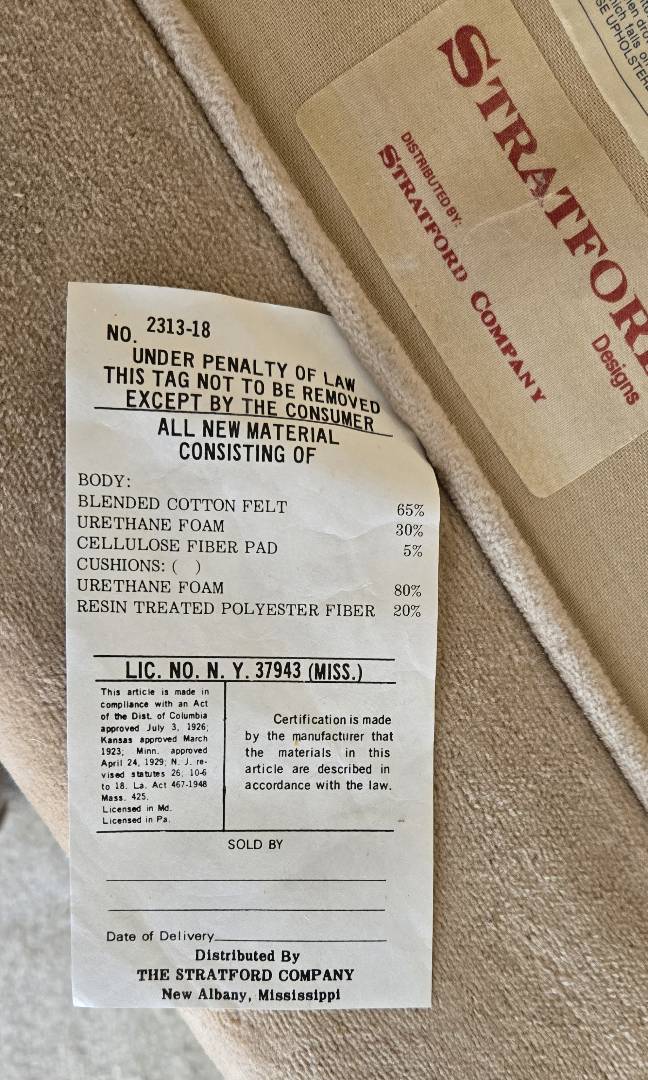 STRATFOR
Designs
DISTRIBUTED BY:
STRATFORD COMPANY
which falls
SE UPHOLSTER
NO. 2313-18
UNDER PENALTY OF LAW
THIS TAG NOT TO BE REMOVED
EXCEPT BY THE CONSUMER
ALL NEW MATERIAL
CONSISTING OF
BODY:
BLENDED COTTON FELT 65%
URETHANE FOAM 30%
CELLULOSE FIBER PAD 5%
CUSHIONS: ( )
URETHANE FOAM 80%
RESIN TREATED POLYESTER FIBER 20%
LIC. NO. N. Y. 37943 (MISS.)
This article is made in
compliance with an Act
of the Dist. of Columbia
approved July 3, 1926;
Kansas approved March
1923; Minn. approved
April 24, 1929; N. J. re-
vised statutes 26; 10-6
to 18. La. Act 467-1948
Mass. 425.
Licensed in Md.
Licensed in Pa.
Certification is made
by the manufacturer that
the materials in this
article are described in
accordance with the law.
SOLD BY
Date of Delivery
Distributed By
THE STRATFORD COMPANY
New Albany, Mississippi